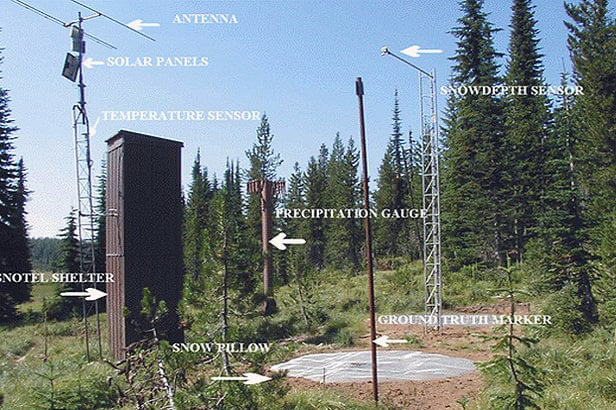 ANTENNA
SOLAR PANELS
SNOWDEPTH SENSOR
TEMPERATURE SENSOR
PRECIPITATION GAUGE
SNOTEL SHELTER
GROUND TRUTH MARKER
SNOW PILLOW